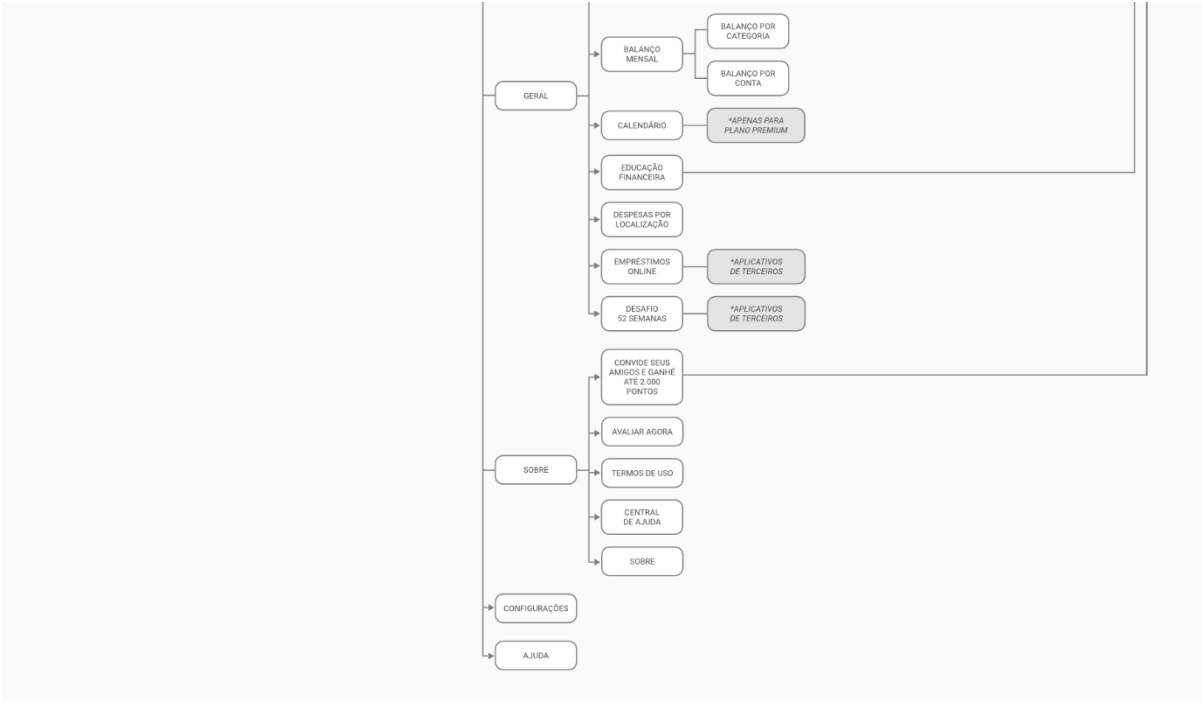 BALANÇO POR
CATEGORIA
BALANÇO
MENSAL
BALANÇO POR
CONTA
GERAL
CALENDÁRIO
*APENAS PARA
PLANO PREMIUM
EDUCAÇÃO
FINANCEIRA
DESPESAS POR
LOCALIZAÇÃO
EMPRÉSTIMOS
ONLINE
*APLICATIVOS
DE TERCEIROS
DESAFIO
52 SEMANAS
*APLICATIVOS
DE TERCEIROS
CONVIDE SEUS
AMIGOS E GANHE
ATÉ 2.000
PONTOS
AVALIAR AGORA
SOBRE
TERMOS DE USO
CENTRAL
DE AJUDA
SOBRE
CONFIGURAÇÕES
AJUDA